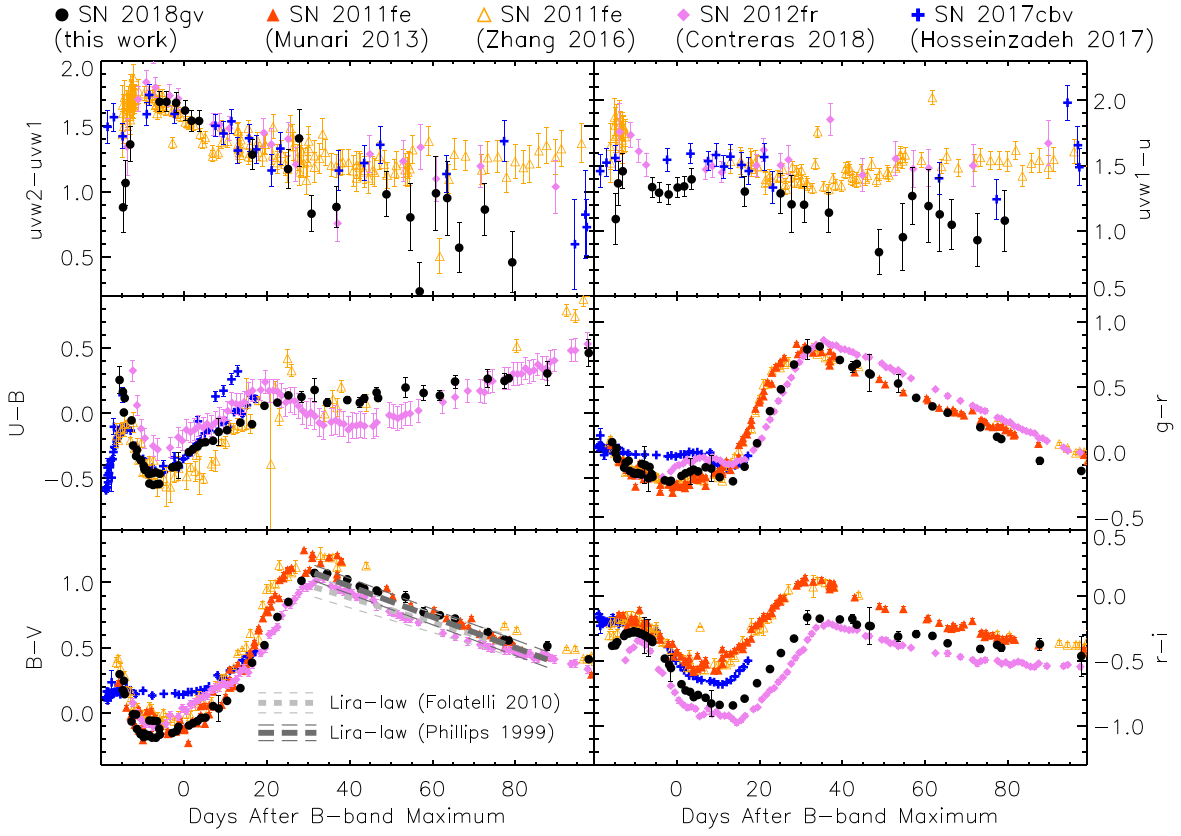 SN 2018gv SN 2011fe SN 2011fe SN 2012fr SN 2017cbv
(this work) (Munari 2013) (Zhang 2016) (Contreras 2018) (Hosseinzadeh 2017)
2.0
1.5
1.0
0.5
uvw2−uvw1
2.0
1.5
1.0
0.5
uvw1−u
0.5
0.0
−0.5
U−B
1.0
0.5
0.0
−0.5
g−r
1.0
0.5
0.0
B−V
Lira−law (Folatelli 2010)
Lira−law (Phillips 1999)
0.5
0.0
−0.5
−1.0
r−i
0 20 40 60 80
0 20 40 60 80
Days After B−band Maximum
Days After B−band Maximum